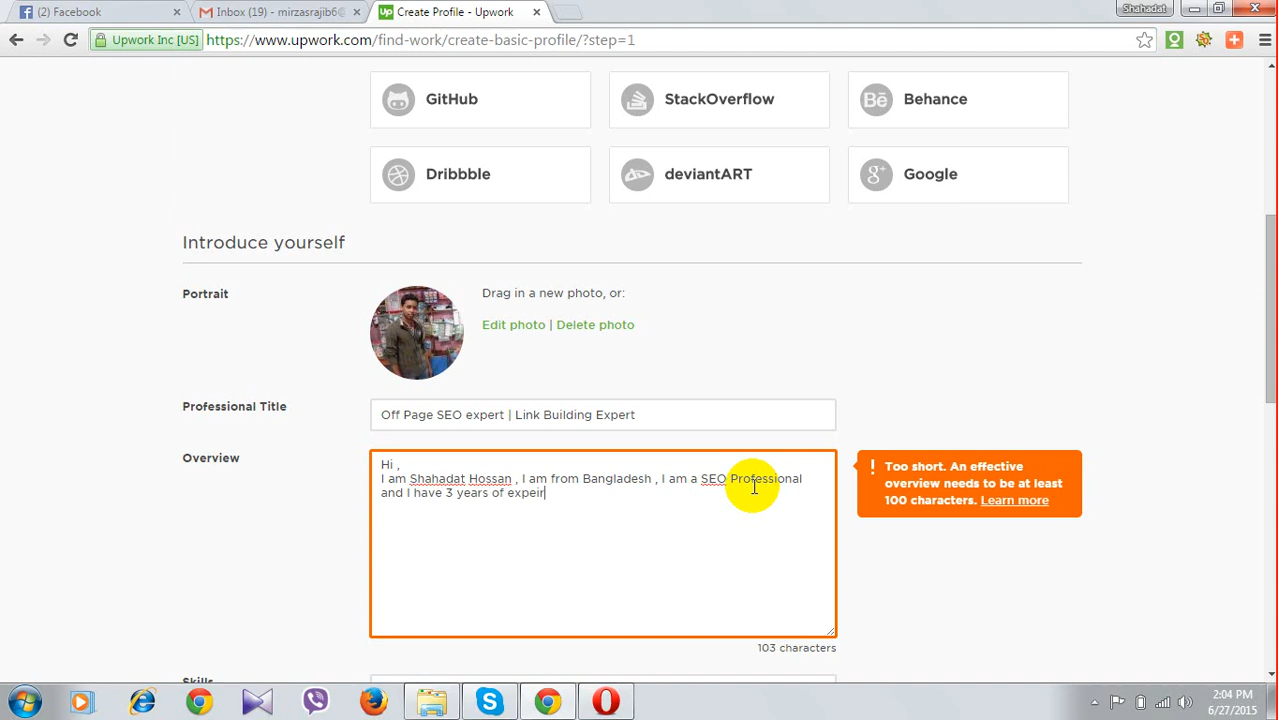 (2) Facebook
Inbox (19) - mirzasrajib6@
Create Profile - Upwork
Shahadat
Upwork Inc [US]
https://www.upwork.com/find-work/create-basic-profile/?step=1
GitHub
StackOverflow
Behance
Dribbble
deviantART
Google
Introduce yourself
Portrait
Drag in a new photo, or:
Edit photo | Delete photo
Professional Title
Off Page SEO expert | Link Building Expert
Overview
Hi ,
I am Shahadat Hossan , I am from Bangladesh , I am a SEO Professional
and I have 3 years of expeir
! Too short. An effective
overview needs to be at least
100 characters. Learn more
103 characters
Skills
2:04 PM
6/27/2015